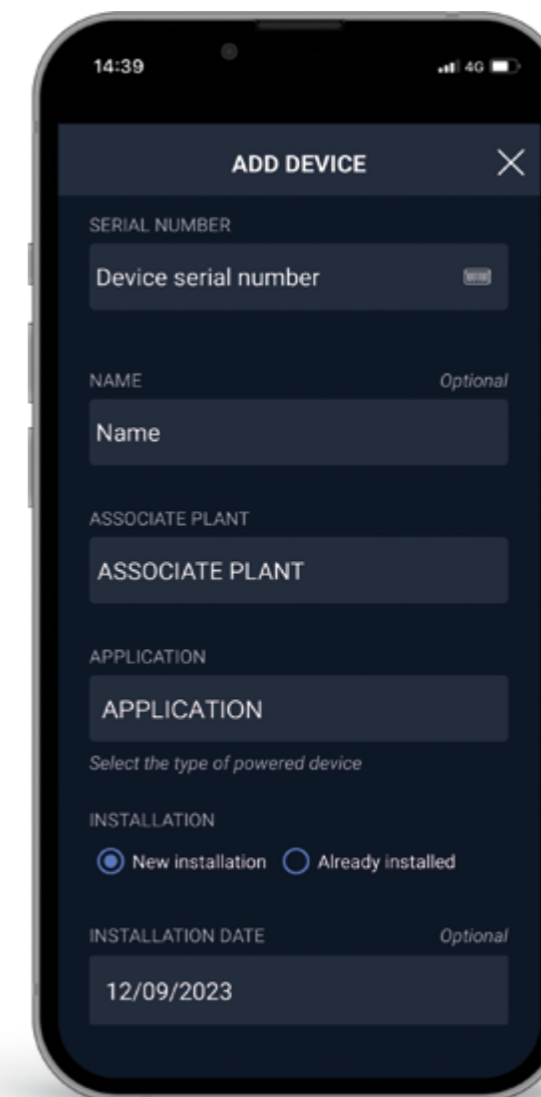 14:39
4G
ADD DEVICE
SERIAL NUMBER
Device serial number
NAME Optional
Name
ASSOCIATE PLANT
ASSOCIATE PLANT
APPLICATION
APPLICATION
Select the type of powered device
INSTALLATION
New installation Already installed
INSTALLATION DATE Optional
12/09/2023